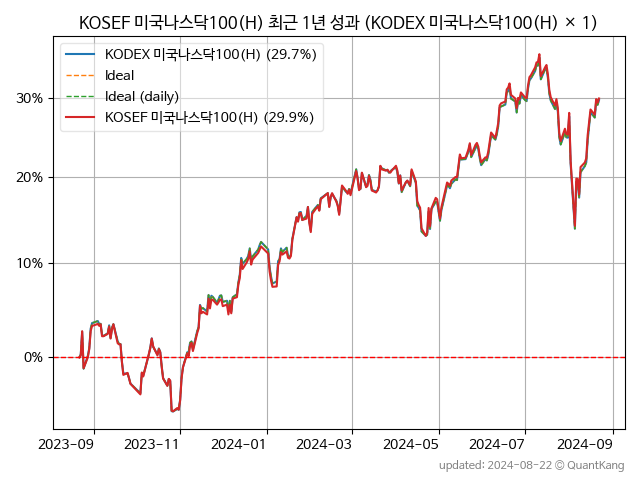 KOSEF 미국나스닥100(H) 최근 1년 성과 (KODEX 미국나스닥100(H) × 1)
KODEX 미국나스닥100(H) (29.7%)
Ideal
Ideal (daily)
KOSEF 미국나스닥100(H) (29.9%)
30%
20%
10%
0%
2023-09 2023-11 2024-01 2024-03 2024-05 2024-07 2024-09
updated: 2024-08-22 ⓒ QuantKang